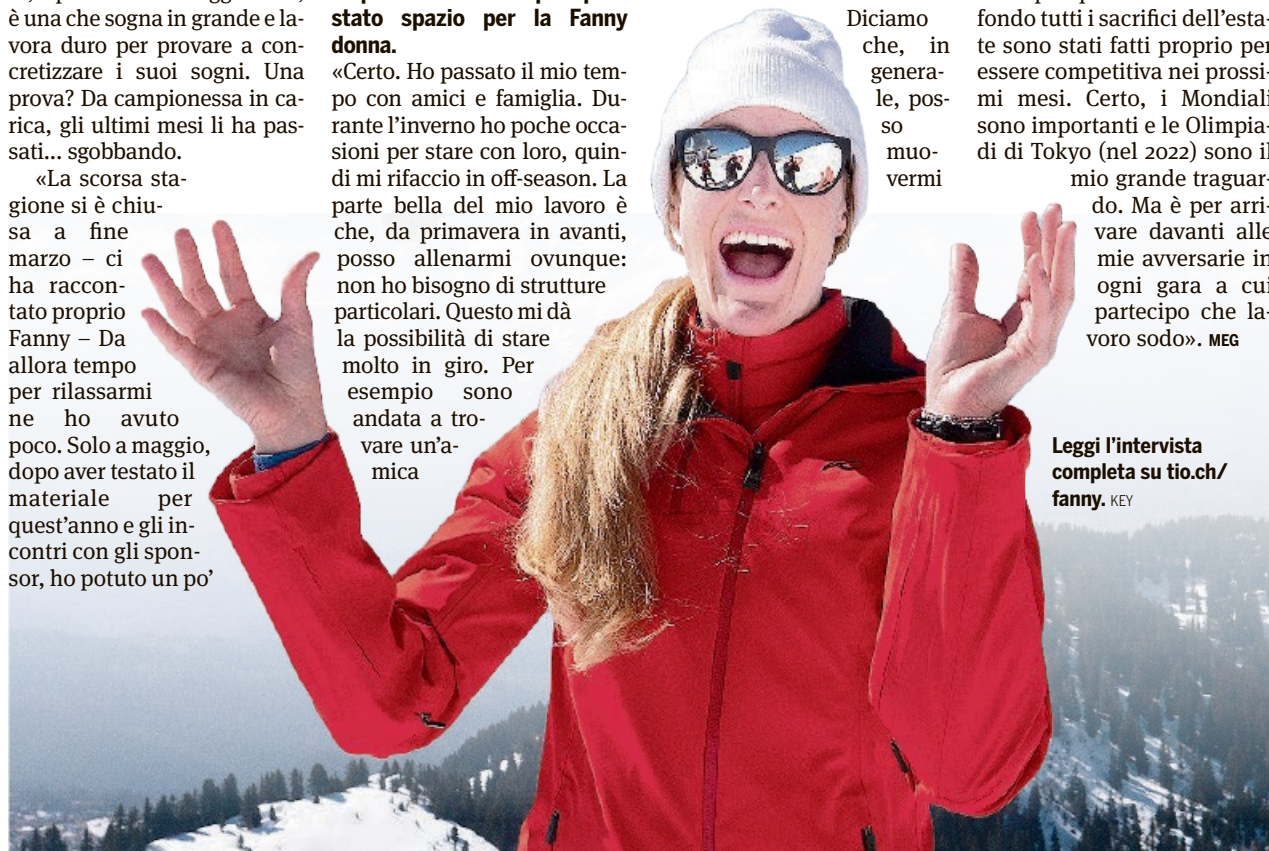 è una che sogna in grande e la-
vora duro per provare a con-
cretizzare i suoi sogni. Una
prova? Da campionessa in ca-
rica, gli ultimi mesi li ha pas-
sati... sgobbando.
«La scorsa sta-
gione si è chiu-
sa a fine
marzo – ci
ha raccon-
tato proprio
Fanny – Da
allora tempo
per rilassarmi
ne ho avuto
poco. Solo a maggio,
dopo aver testato il
materiale per
quest'anno e gli in-
contri con gli spon-
sor, ho potuto un po'
stato spazio per la Fanny
donna.
«Certo. Ho passato il mio tem-
po con amici e famiglia. Du-
rante l'inverno ho poche occa-
sioni per stare con loro, quin-
di mi rifaccio in off-season. La
parte bella del mio lavoro è
che, da primavera in avanti,
posso allenarmi ovunque:
non ho bisogno di strutture
particolari. Questo mi dà
la possibilità di stare
molto in giro. Per
esempio sono
andata a tro-
vare un'a-
mica
Diciamo
che, in
genera-
le, pos-
so
muo-
vermi
fondo tutti i sacrifici dell'esta-
te sono stati fatti proprio per
essere competitiva nei prossi-
mi mesi. Certo, i Mondiali
sono importanti e le Olimpia-
di di Tokyo (nel 2022) sono il
mio grande traguar-
do. Ma è per arri-
vare davanti alle
mie avversarie in
ogni gara a cui
partecipo che la-
voro sodo». MEG
Leggi l'intervista
completa su tio.ch/
fanny. KEY